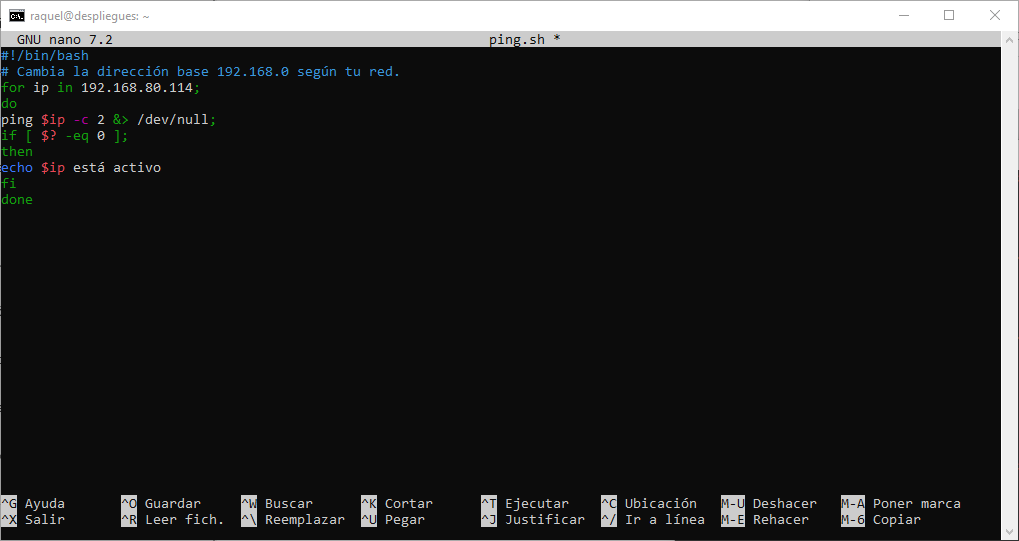 raquel@despliegues: ~
GNU nano 7.2 ping.sh *
#!/bin/bash
# Cambia la dirección base 192.168.0 según tu red.
for ip in 192.168.80.114;
do
ping $ip -c 2 &> /dev/null;
if [ $? -eq 0 ];
then
echo $ip está activo
fi
done
^G Ayuda ^O Guardar ^W Buscar ^K Cortar ^T Ejecutar ^C Ubicación M-U Deshacer M-A Poner marca
^X Salir ^R Leer fich. ^\ Reemplazar ^U Pegar ^J Justificar ^/ Ir a línea M-E Rehacer M-6 Copiar